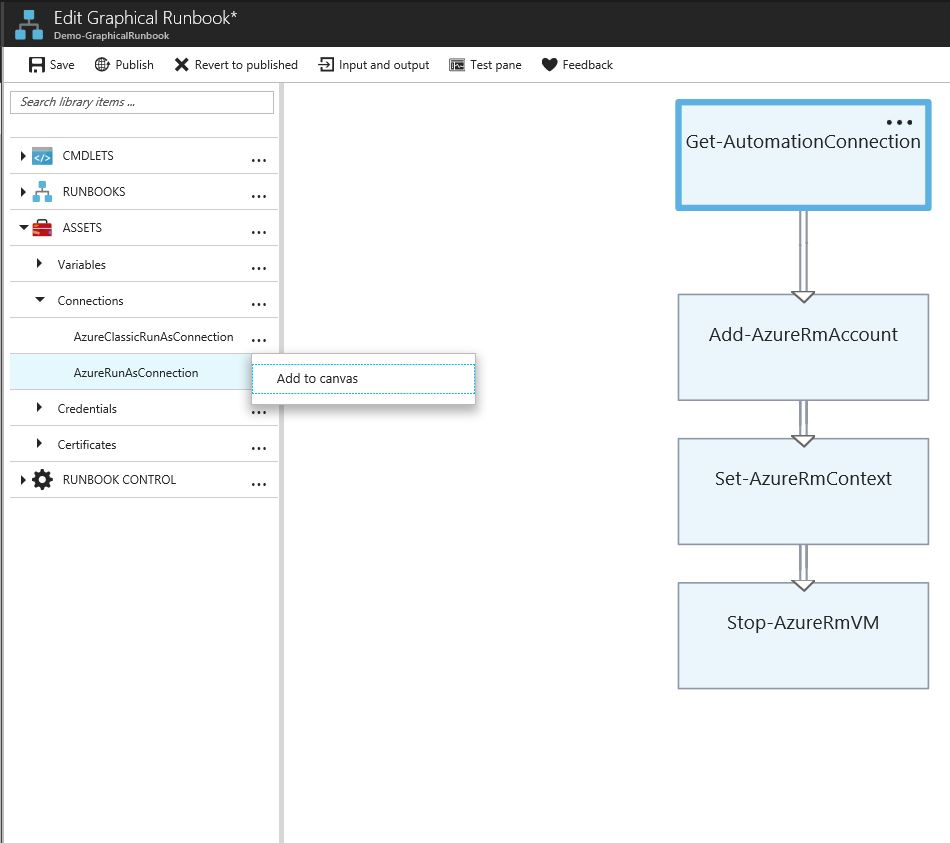 Edit Graphical Runbook*
Demo-GraphicalRunbook
Save
Publish
Revert to published
Input and output
Test pane
Feedback
Search library items ...
CMDLETS
RUNBOOKS
ASSETS
Variables
Connections
AzureClassicRunAsConnection
AzureRunAsConnection
Add to canvas
Credentials
Certificates
RUNBOOK CONTROL
Get-AutomationConnection
Add-AzureRmAccount
Set-AzureRmContext
Stop-AzureRmVM